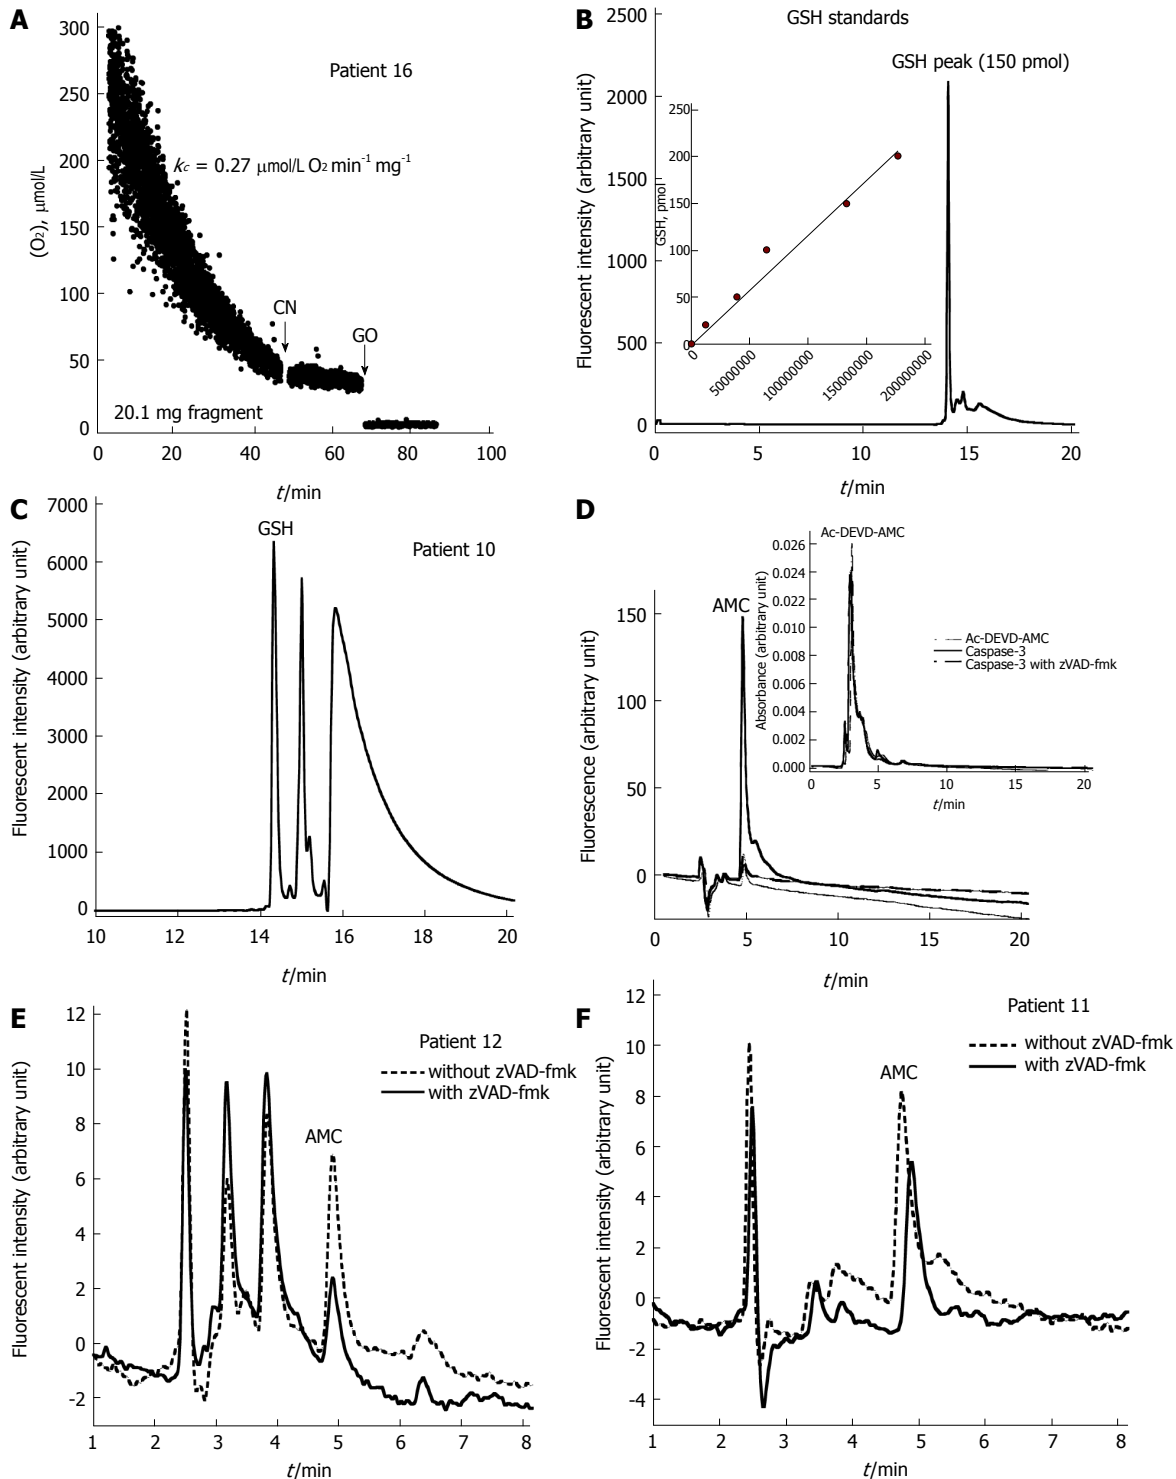 A
300
250
200
150
100
50
0
(O2), μmol/L
Patient 16
kc = 0.27 μmol/L O2 min-1 mg-1
CN
GO
20.1 mg fragment
0 20 40 60 80 100
t/min
B
GSH standards
2500
2000
1500
1000
500
0
Fluorescent intensity (arbitrary unit)
GSH peak (150 pmol)
250
200
150
100
50
0
GSH, pmol
0 50000000 100000000 150000000 200000000
0 5 10 15 20
t/min
C
7000
6000
5000
4000
3000
2000
1000
0
Fluorescent intensity (arbitrary unit)
GSH
Patient 10
10 12 14 16 18 20
t/min
D
150
100
50
0
Fluorescence (arbitrary unit)
AMC
Ac-DEVD-AMC
0.026
0.024
0.013
0.010
0.008
0.006
0.004
0.002
0.000
Absorbance (arbitrary unit)
Ac-DEVD-AMC
Caspase-3
Caspase-3 with zVAD-fmk
0 5 10 15 20
t/min
0 5 10 15 20
t/min
E
12
10
8
6
4
2
0
-2
Fluorescent intensity (arbitrary unit)
Patient 12
without zVAD-fmk
with zVAD-fmk
AMC
1 2 3 4 5 6 7 8
t/min
F
12
10
8
6
4
2
0
-2
-4
Fluorescent intensity (arbitrary unit)
Patient 11
without zVAD-fmk
with zVAD-fmk
AMC
1 2 3 4 5 6 7 8
t/min